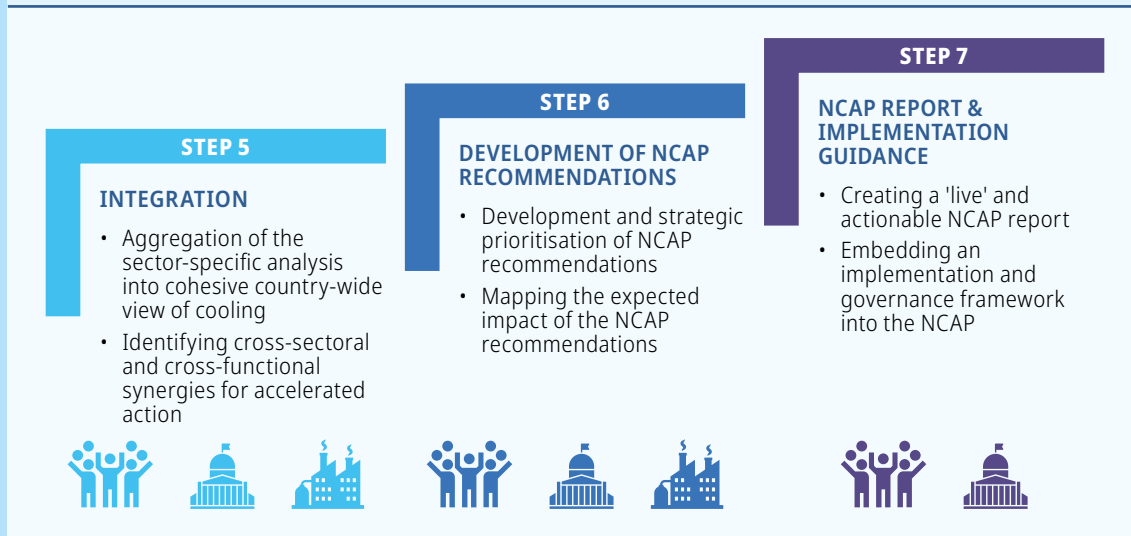 STEP 5
INTEGRATION
• Aggregation of the
sector-specific analysis
into cohesive country-wide
view of cooling
• Identifying cross-sectoral
and cross-functional
synergies for accelerated
action
STEP 6
DEVELOPMENT OF NCAP
RECOMMENDATIONS
• Development and strategic
prioritisation of NCAP
recommendations
• Mapping the expected
impact of the NCAP
recommendations
STEP 7
NCAP REPORT &
IMPLEMENTATION
GUIDANCE
• Creating a 'live' and
actionable NCAP report
• Embedding an
implementation and
governance framework
into the NCAP